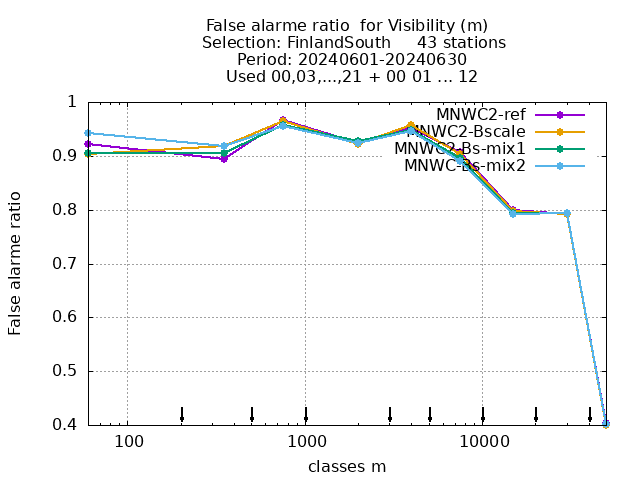 False alarme ratio  for Visibility (m)
Selection: FinlandSouth     43 stations
Period: 20240601-20240630
Used 00,03,...,21 + 00 01 ... 12
MNWC2-ref
MNWC2-Bscale
MNWC2-Bs-mix1
MNWC-Bs-mix2
False alarme ratio
1
0.9
0.8
0.7
0.6
0.5
0.4
100
1000
10000
classes m